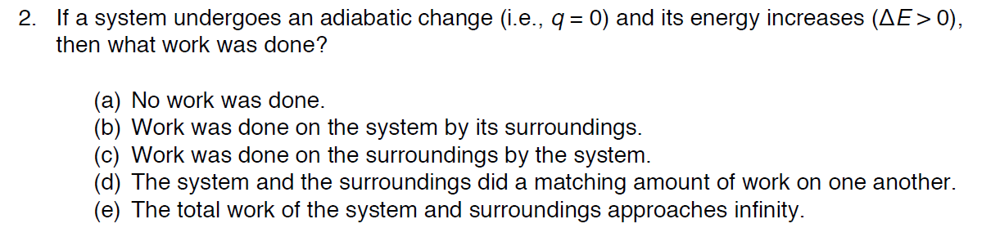 2. If a system undergoes an adiabatic change (i.e., q = 0) and its energy increases (ΔE > 0),
then what work was done?
(a) No work was done.
(b) Work was done on the system by its surroundings.
(c) Work was done on the surroundings by the system.
(d) The system and the surroundings did a matching amount of work on one another.
(e) The total work of the system and surroundings approaches infinity.